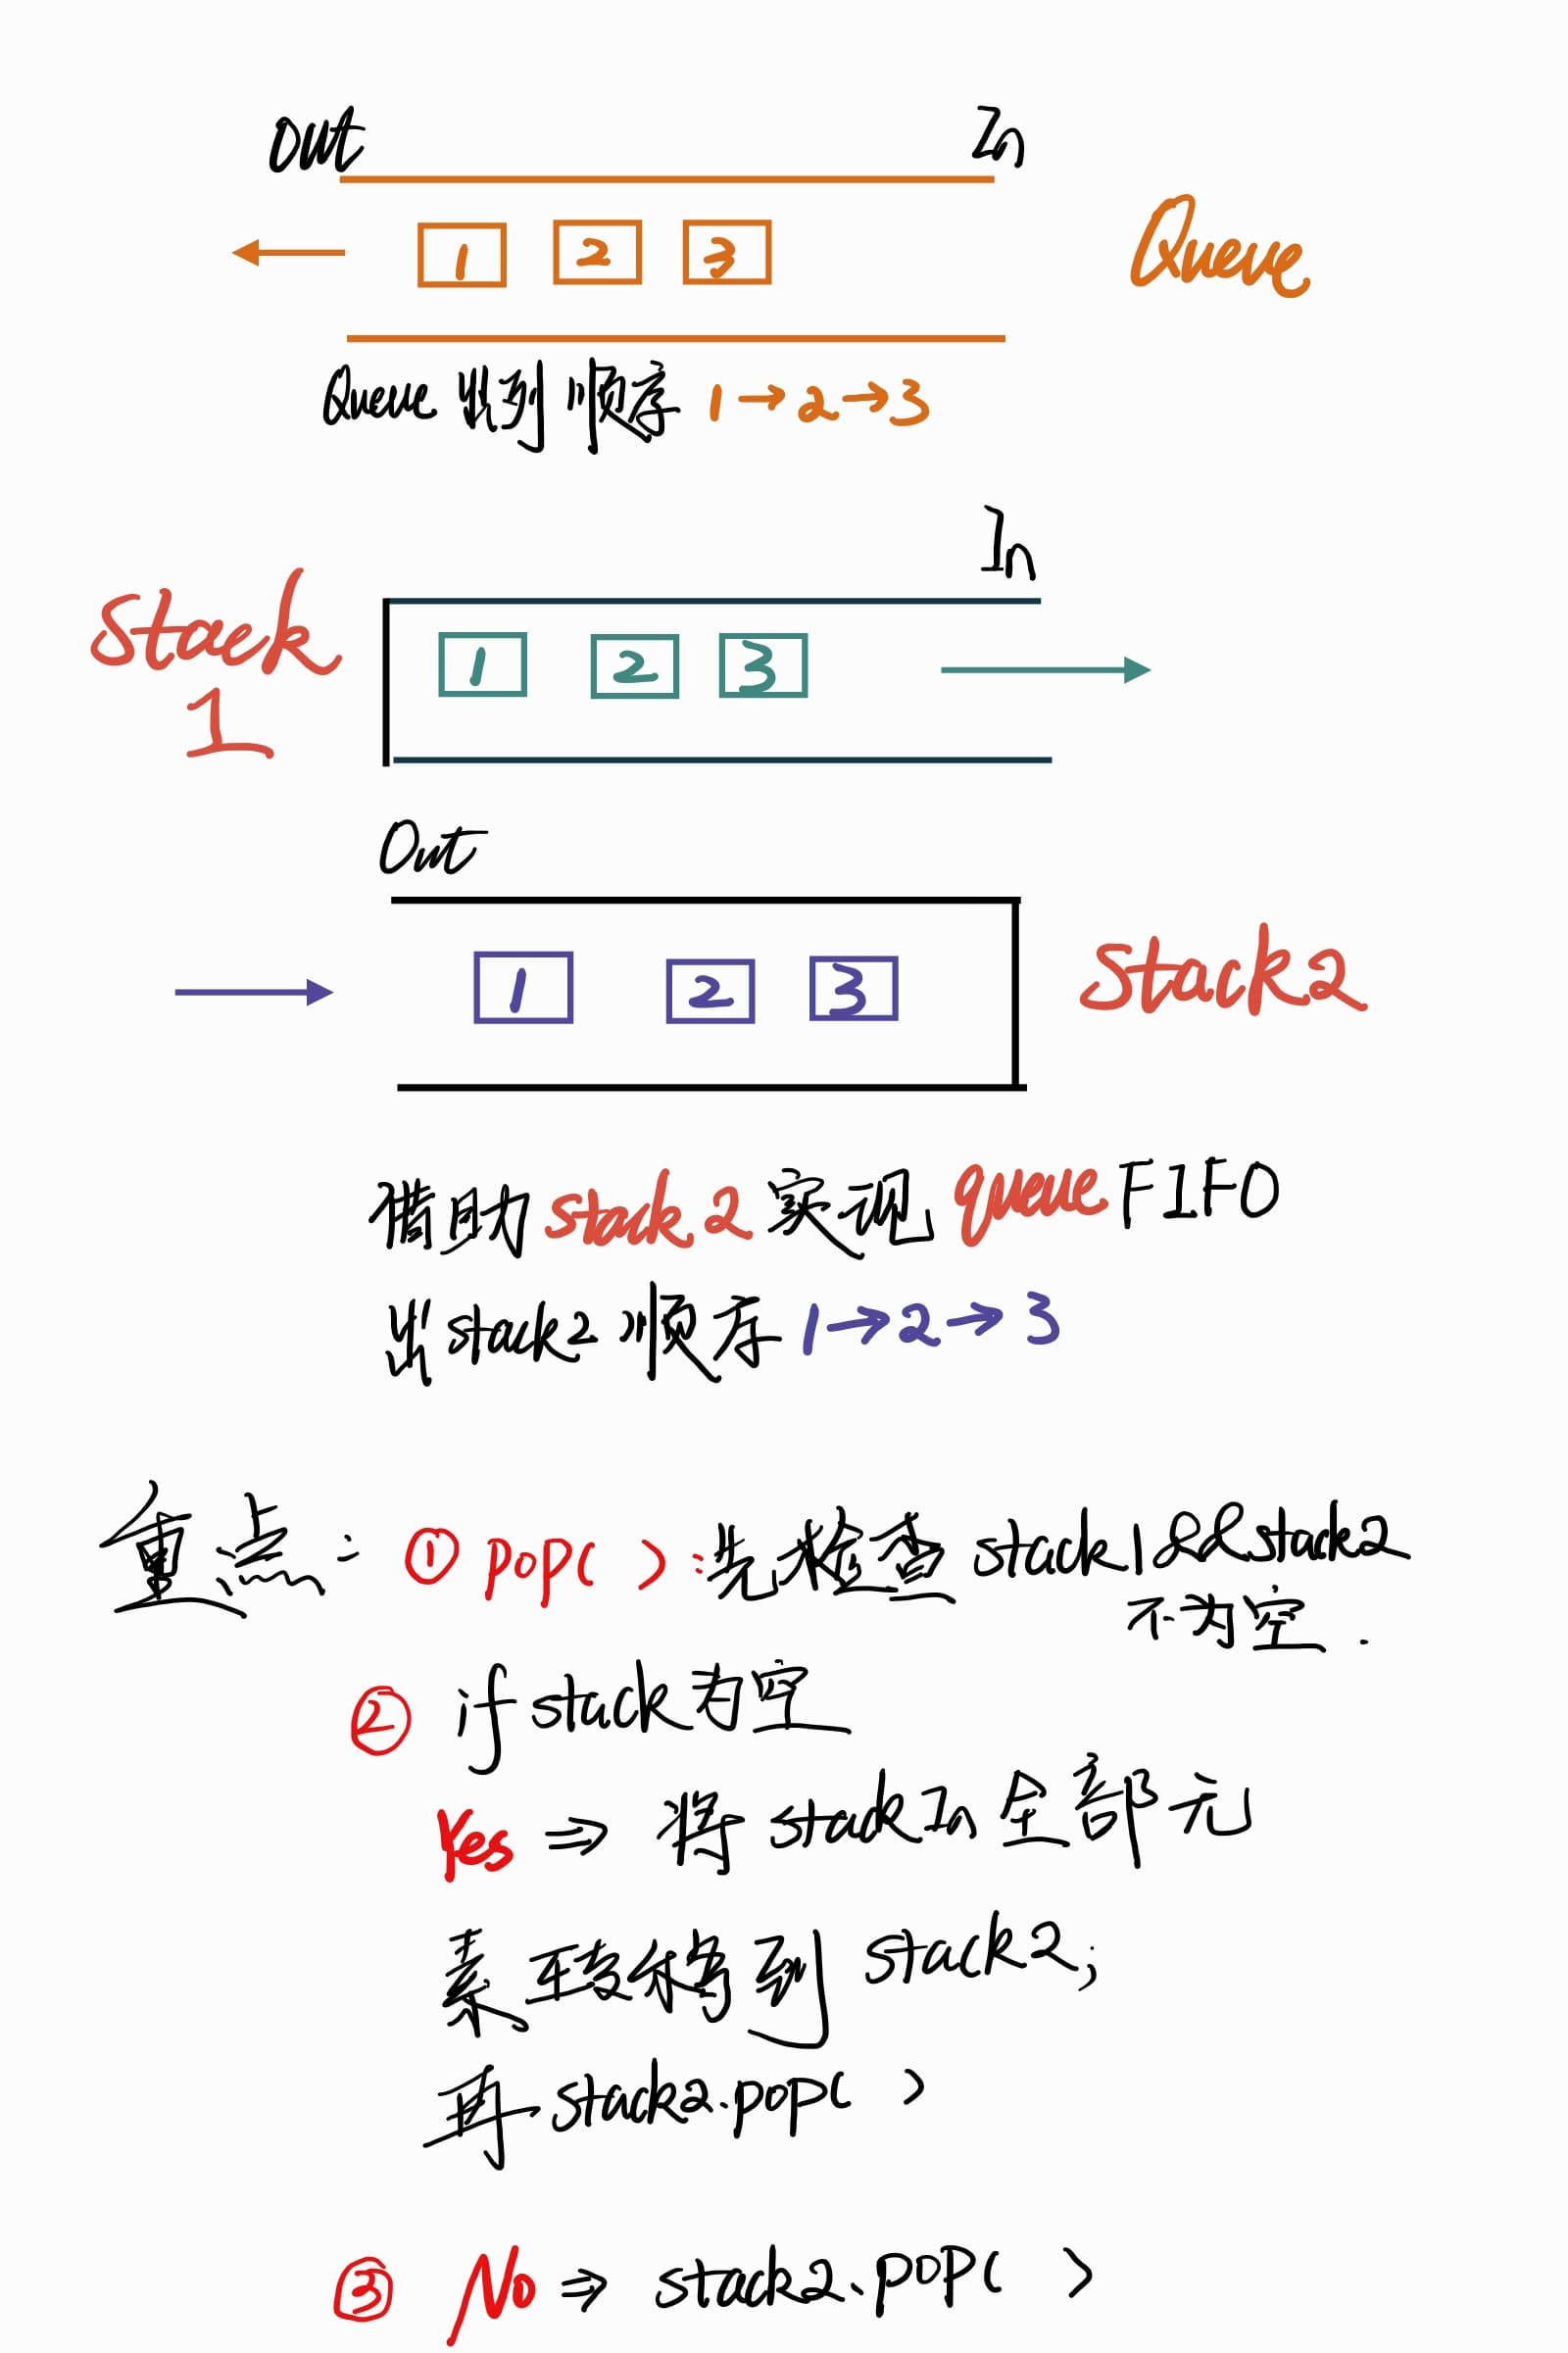 Out In
1 2 3 Queue
Queue 出列顺序 1→2→3
In
Stack 1 2 3
1
Out
1 2 3 Stack2
借助 stack2 实现 queue FIFO
出 stack2 顺序 1→2→3
重点: ① pop( ): 先检查 stack1&&stack2
不为空.
② if stack 为空
Yes ⇒ 将 stackIn 全部元
素 转移到 stack2;
再 stack2.pop( )
③ No ⇒ stack2.pop( )